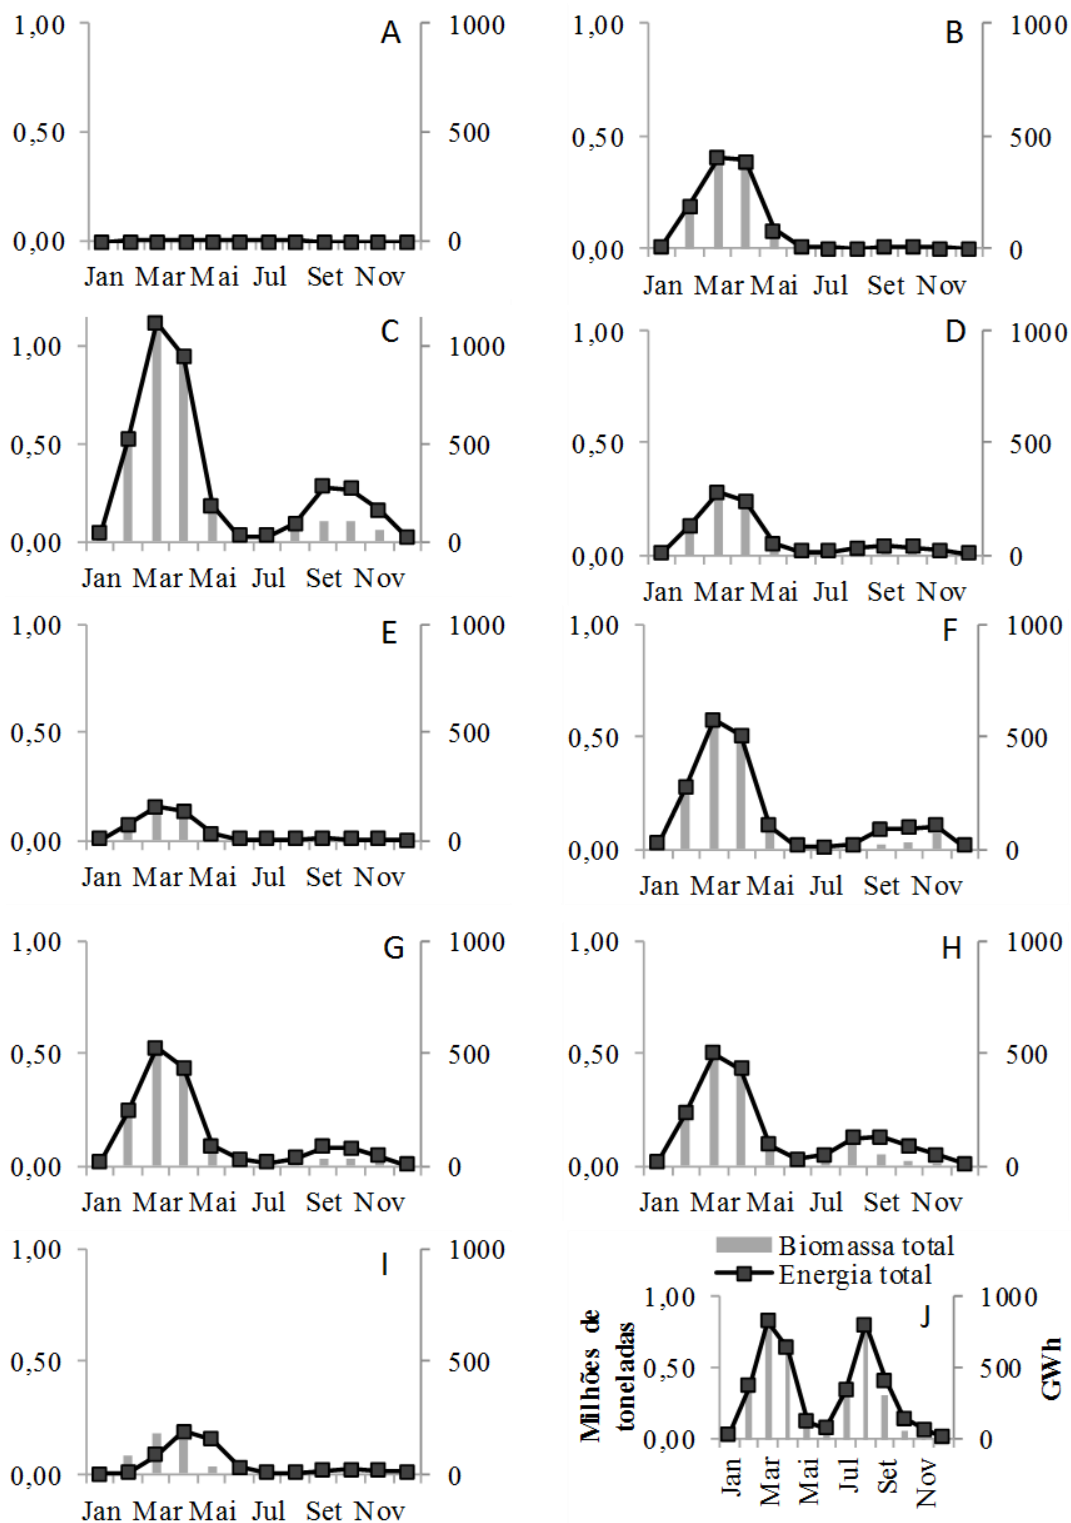 1,00 A 1000
0,50 500
0,00 0
Jan Mar Mai Jul Set Nov
1,00 B 1000
0,50 500
0,00 0
Jan Mar Mai Jul Set Nov
C
1,00 1000
0,50 500
0,00 0
Jan Mar Mai Jul Set Nov
1,00 D 1000
0,50 500
0,00 0
Jan Mar Mai Jul Set Nov
1,00 E 1000
0,50 500
0,00 0
Jan Mar Mai Jul Set Nov
1,00 F 1000
0,50 500
0,00 0
Jan Mar Mai Jul Set Nov
1,00 G 1000
0,50 500
0,00 0
Jan Mar Mai Jul Set Nov
1,00 H 1000
0,50 500
0,00 0
Jan Mar Mai Jul Set Nov
1,00 I 1000
0,50 500
0,00 0
Jan Mar Mai Jul Set Nov
Biomassa total
Energia total
Milhões de
toneladas
1,00 J 1000
0,50 500
0,00 0
GWh
Jan Mar Mai Jul Set Nov